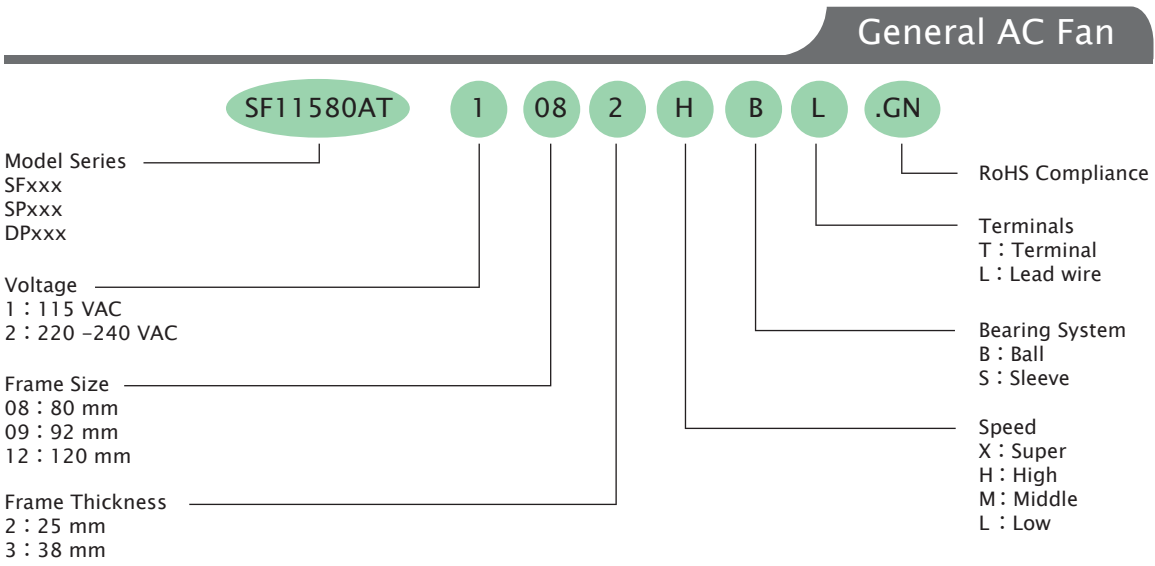 General AC Fan
SF11580AT 1 08 2 H B L .GN
Model Series
SFxxx
SPxxx
DPxxx
Voltage
1：115 VAC
2：220 -240 VAC
Frame Size
08：80 mm
09：92 mm
12：120 mm
Frame Thickness
2：25 mm
3：38 mm
RoHS Compliance
Terminals
T：Terminal
L：Lead wire
Bearing System
B：Ball
S：Sleeve
Speed
X：Super
H：High
M：Middle
L：Low